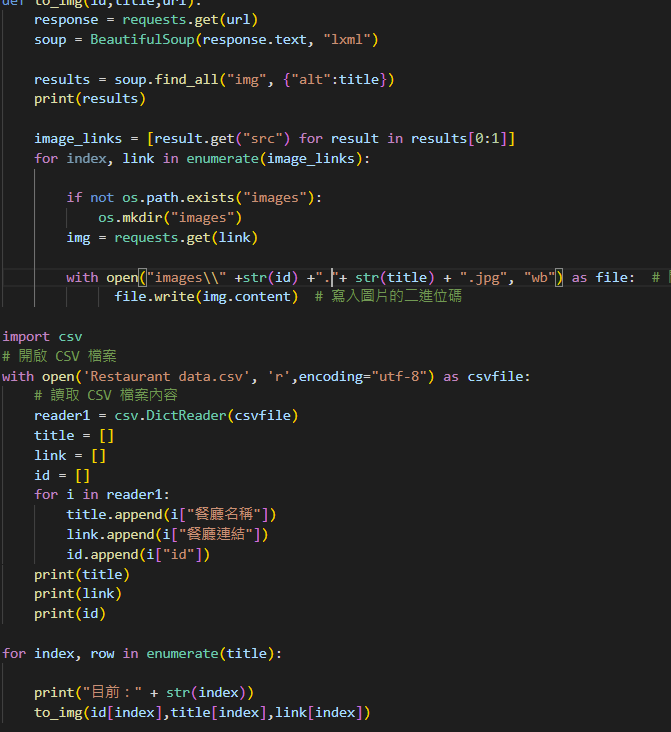 def to_img(id,title,url):
    response = requests.get(url)
    soup = BeautifulSoup(response.text, "lxml")
    results = soup.find_all("img", {"alt":title})
    print(results)
    image_links = [result.get("src") for result in results[0:1]]
    for index, link in enumerate(image_links):
        if not os.path.exists("images"):
            os.mkdir("images")
        img = requests.get(link)
        with open("images\\" +str(id) +"."+ str(title) + ".jpg", "wb") as file:  #
              file.write(img.content)  # 寫入圖片的二進位碼
import csv
# 開啟 CSV 檔案
with open('Restaurant data.csv', 'r',encoding="utf-8") as csvfile:
    # 讀取 CSV 檔案內容
    reader1 = csv.DictReader(csvfile)
    title = []
    link = []
    id = []
    for i in reader1:
        title.append(i["餐廳名稱"])
        link.append(i["餐廳連結"])
        id.append(i["id"])
    print(title)
    print(link)
    print(id)
for index, row in enumerate(title):
    print("目前：" + str(index))
    to_img(id[index],title[index],link[index])